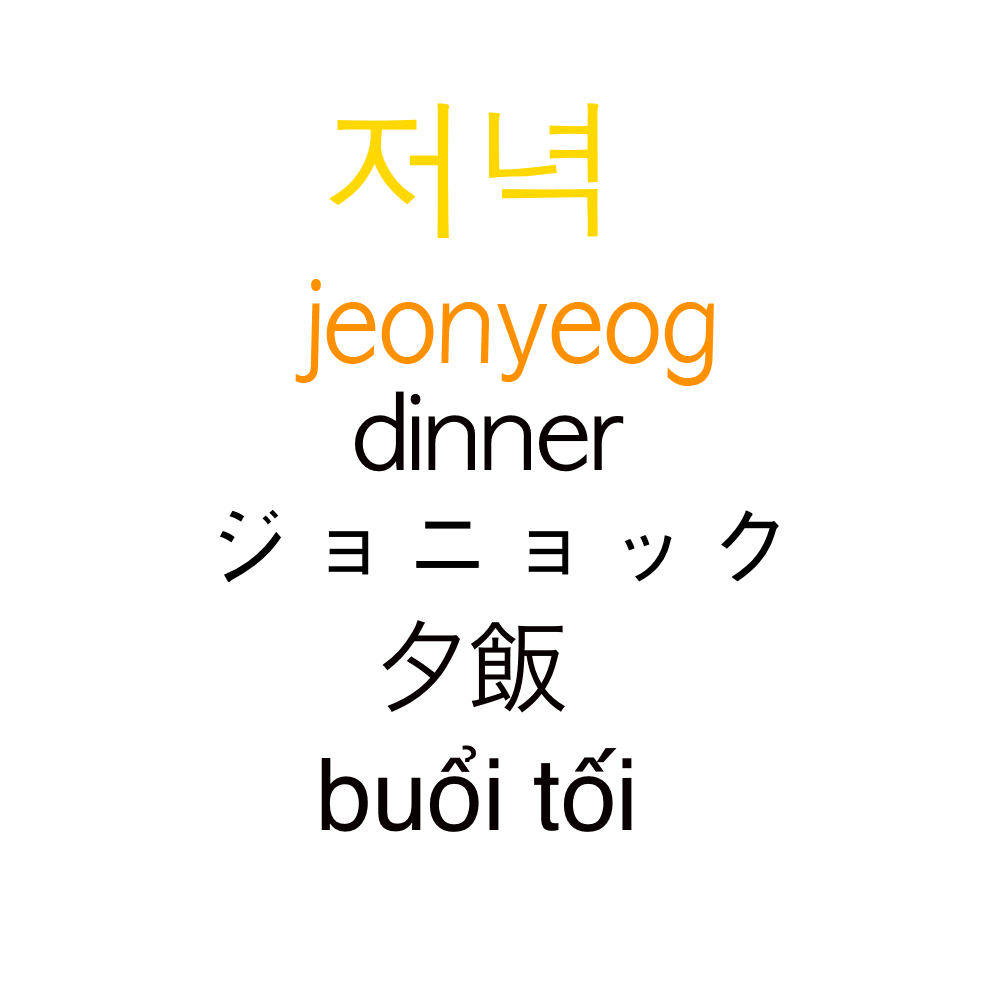 저녁
jeonyeog
dinner
ジョニョック
夕飯
buổi tối